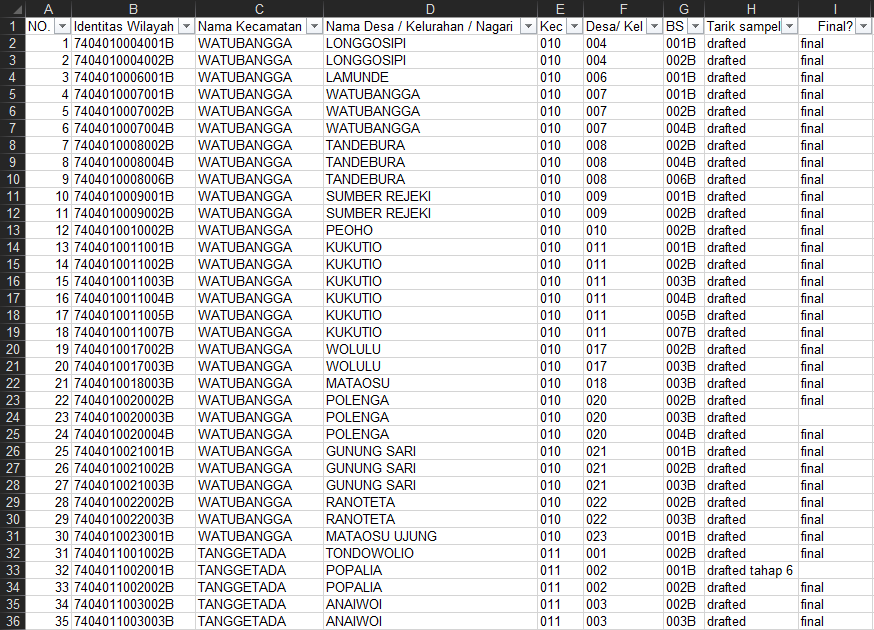 A B C D E F G H I
1 NO. Identitas Wilayah Nama Kecamatan Nama Desa / Kelurahan / Nagari Kec Desa/ Kel BS Tarik sampel Final?
2 1 7404010004001B WATUBANGGA LONGGOSIPI 010 004 001B drafted final
3 2 7404010004002B WATUBANGGA LONGGOSIPI 010 004 002B drafted final
4 3 7404010006001B WATUBANGGA LAMUNDE 010 006 001B drafted final
5 4 7404010007001B WATUBANGGA WATUBANGGA 010 007 001B drafted final
6 5 7404010007002B WATUBANGGA WATUBANGGA 010 007 002B drafted final
7 6 7404010007004B WATUBANGGA WATUBANGGA 010 007 004B drafted final
8 7 7404010008002B WATUBANGGA TANDEBURA 010 008 002B drafted final
9 8 7404010008004B WATUBANGGA TANDEBURA 010 008 004B drafted final
10 9 7404010008006B WATUBANGGA TANDEBURA 010 008 006B drafted final
11 10 7404010009001B WATUBANGGA SUMBER REJEKI 010 009 001B drafted final
12 11 7404010009002B WATUBANGGA SUMBER REJEKI 010 009 002B drafted final
13 12 7404010010002B WATUBANGGA PEOHO 010 010 002B drafted final
14 13 7404010011001B WATUBANGGA KUKUTIO 010 011 001B drafted final
15 14 7404010011002B WATUBANGGA KUKUTIO 010 011 002B drafted final
16 15 7404010011003B WATUBANGGA KUKUTIO 010 011 003B drafted final
17 16 7404010011004B WATUBANGGA KUKUTIO 010 011 004B drafted final
18 17 7404010011005B WATUBANGGA KUKUTIO 010 011 005B drafted final
19 18 7404010011007B WATUBANGGA KUKUTIO 010 011 007B drafted final
20 19 7404010017002B WATUBANGGA WOLULU 010 017 002B drafted final
21 20 7404010017003B WATUBANGGA WOLULU 010 017 003B drafted final
22 21 7404010018003B WATUBANGGA MATAOSU 010 018 003B drafted final
23 22 7404010020002B WATUBANGGA POLENGA 010 020 002B drafted final
24 23 7404010020003B WATUBANGGA POLENGA 010 020 003B drafted
25 24 7404010020004B WATUBANGGA POLENGA 010 020 004B drafted final
26 25 7404010021001B WATUBANGGA GUNUNG SARI 010 021 001B drafted final
27 26 7404010021002B WATUBANGGA GUNUNG SARI 010 021 002B drafted final
28 27 7404010021003B WATUBANGGA GUNUNG SARI 010 021 003B drafted final
29 28 7404010022002B WATUBANGGA RANOTETA 010 022 002B drafted final
30 29 7404010022003B WATUBANGGA RANOTETA 010 022 003B drafted final
31 30 7404010023001B WATUBANGGA MATAOSU UJUNG 010 023 001B drafted final
32 31 7404011001002B TANGGETADA TONDOWOLIO 011 001 002B drafted final
33 32 7404011002001B TANGGETADA POPALIA 011 002 001B drafted tahap 6
34 33 7404011002002B TANGGETADA POPALIA 011 002 002B drafted final
35 34 7404011003002B TANGGETADA ANAIWOI 011 003 002B drafted final
36 35 7404011003003B TANGGETADA ANAIWOI 011 003 003B drafted final